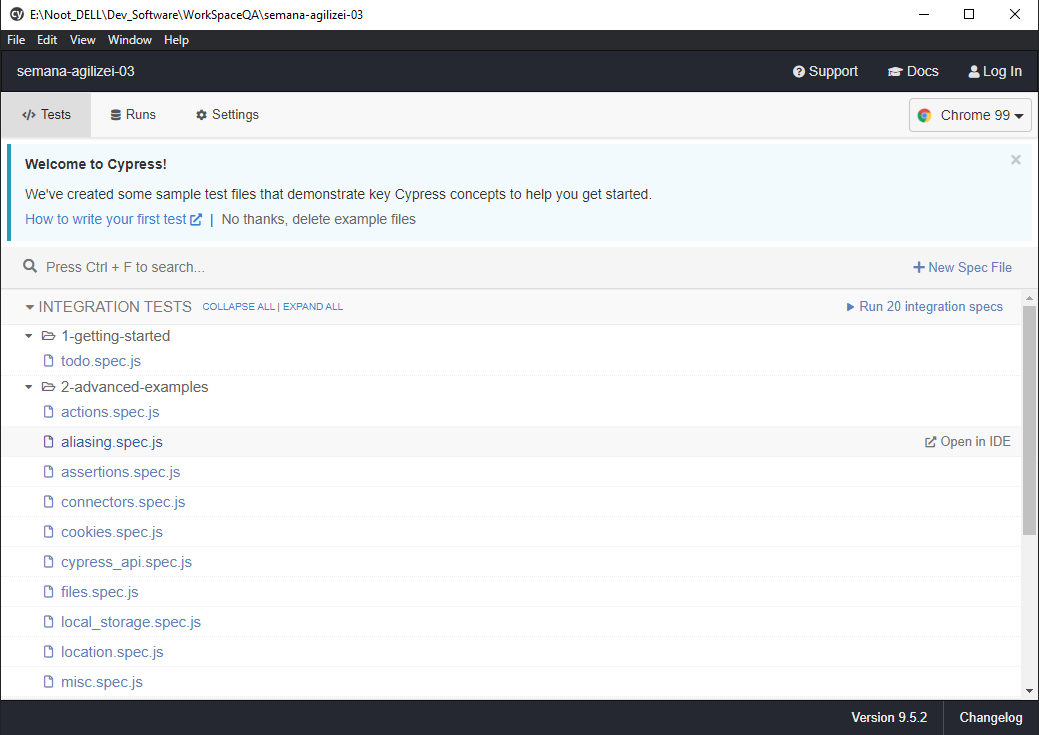 E:\Noot_DELL\Dev_Software\WorkSpaceQA\semana-agilizei-03
File Edit View Window Help
semana-agilizei-03 Support Docs Log In
Tests Runs Settings Chrome 99
Welcome to Cypress!
We've created some sample test files that demonstrate key Cypress concepts to help you get started.
How to write your first test | No thanks, delete example files
Press Ctrl + F to search... New Spec File
INTEGRATION TESTS COLLAPSE ALL | EXPAND ALL Run 20 integration specs
1-getting-started
todo.spec.js
2-advanced-examples
actions.spec.js
aliasing.spec.js Open in IDE
assertions.spec.js
connectors.spec.js
cookies.spec.js
cypress_api.spec.js
files.spec.js
local_storage.spec.js
location.spec.js
misc.spec.js
Version 9.5.2 Changelog